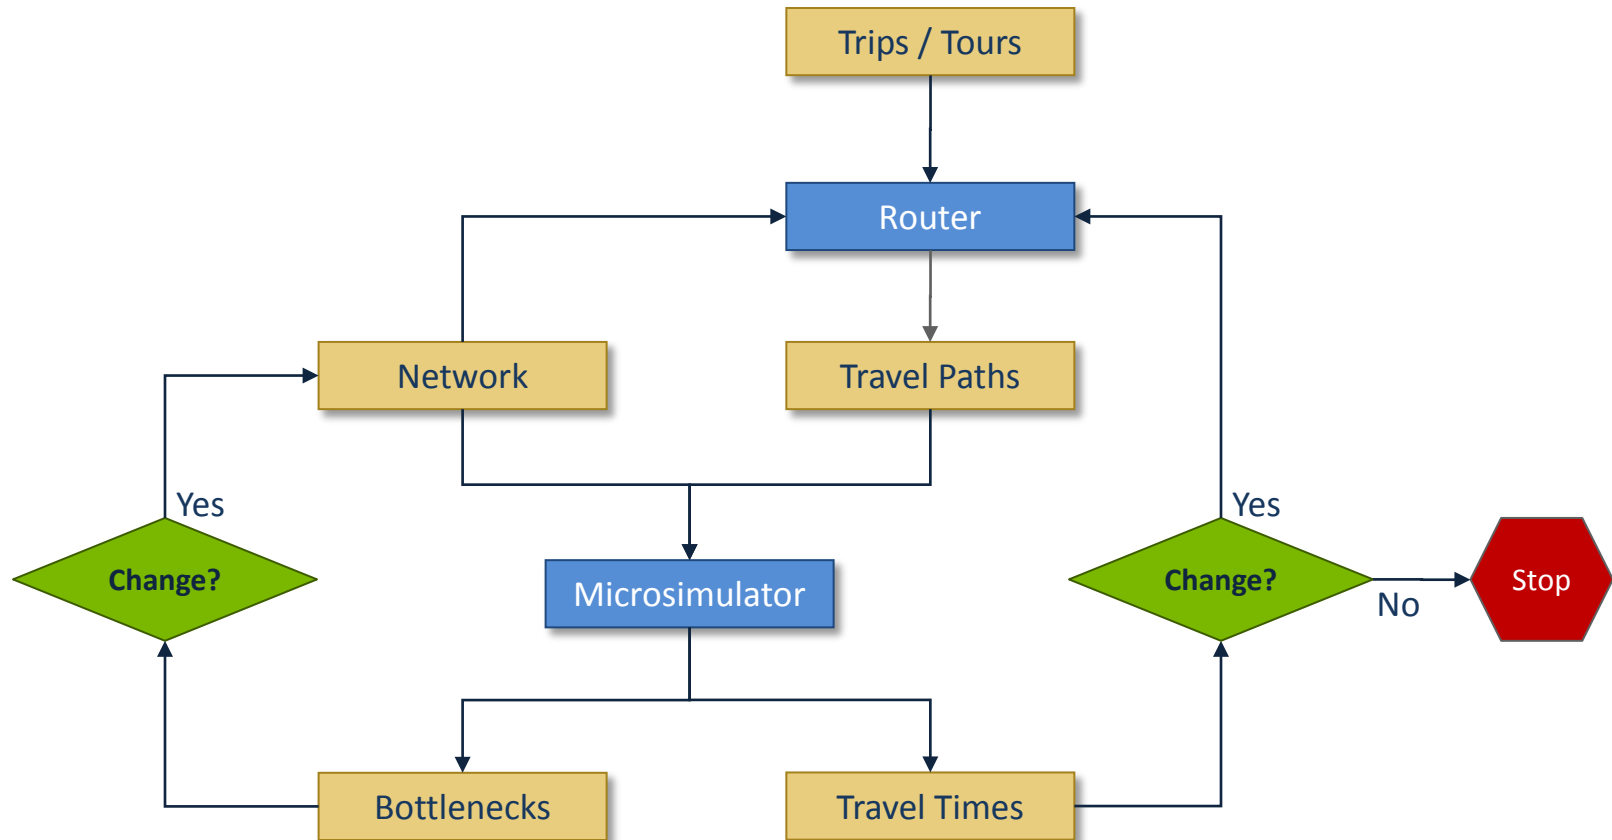 Trips / Tours
Router
Network
Travel Paths
Yes
Yes
Change?
Microsimulator
Change?
No
Stop
Bottlenecks
Travel Times